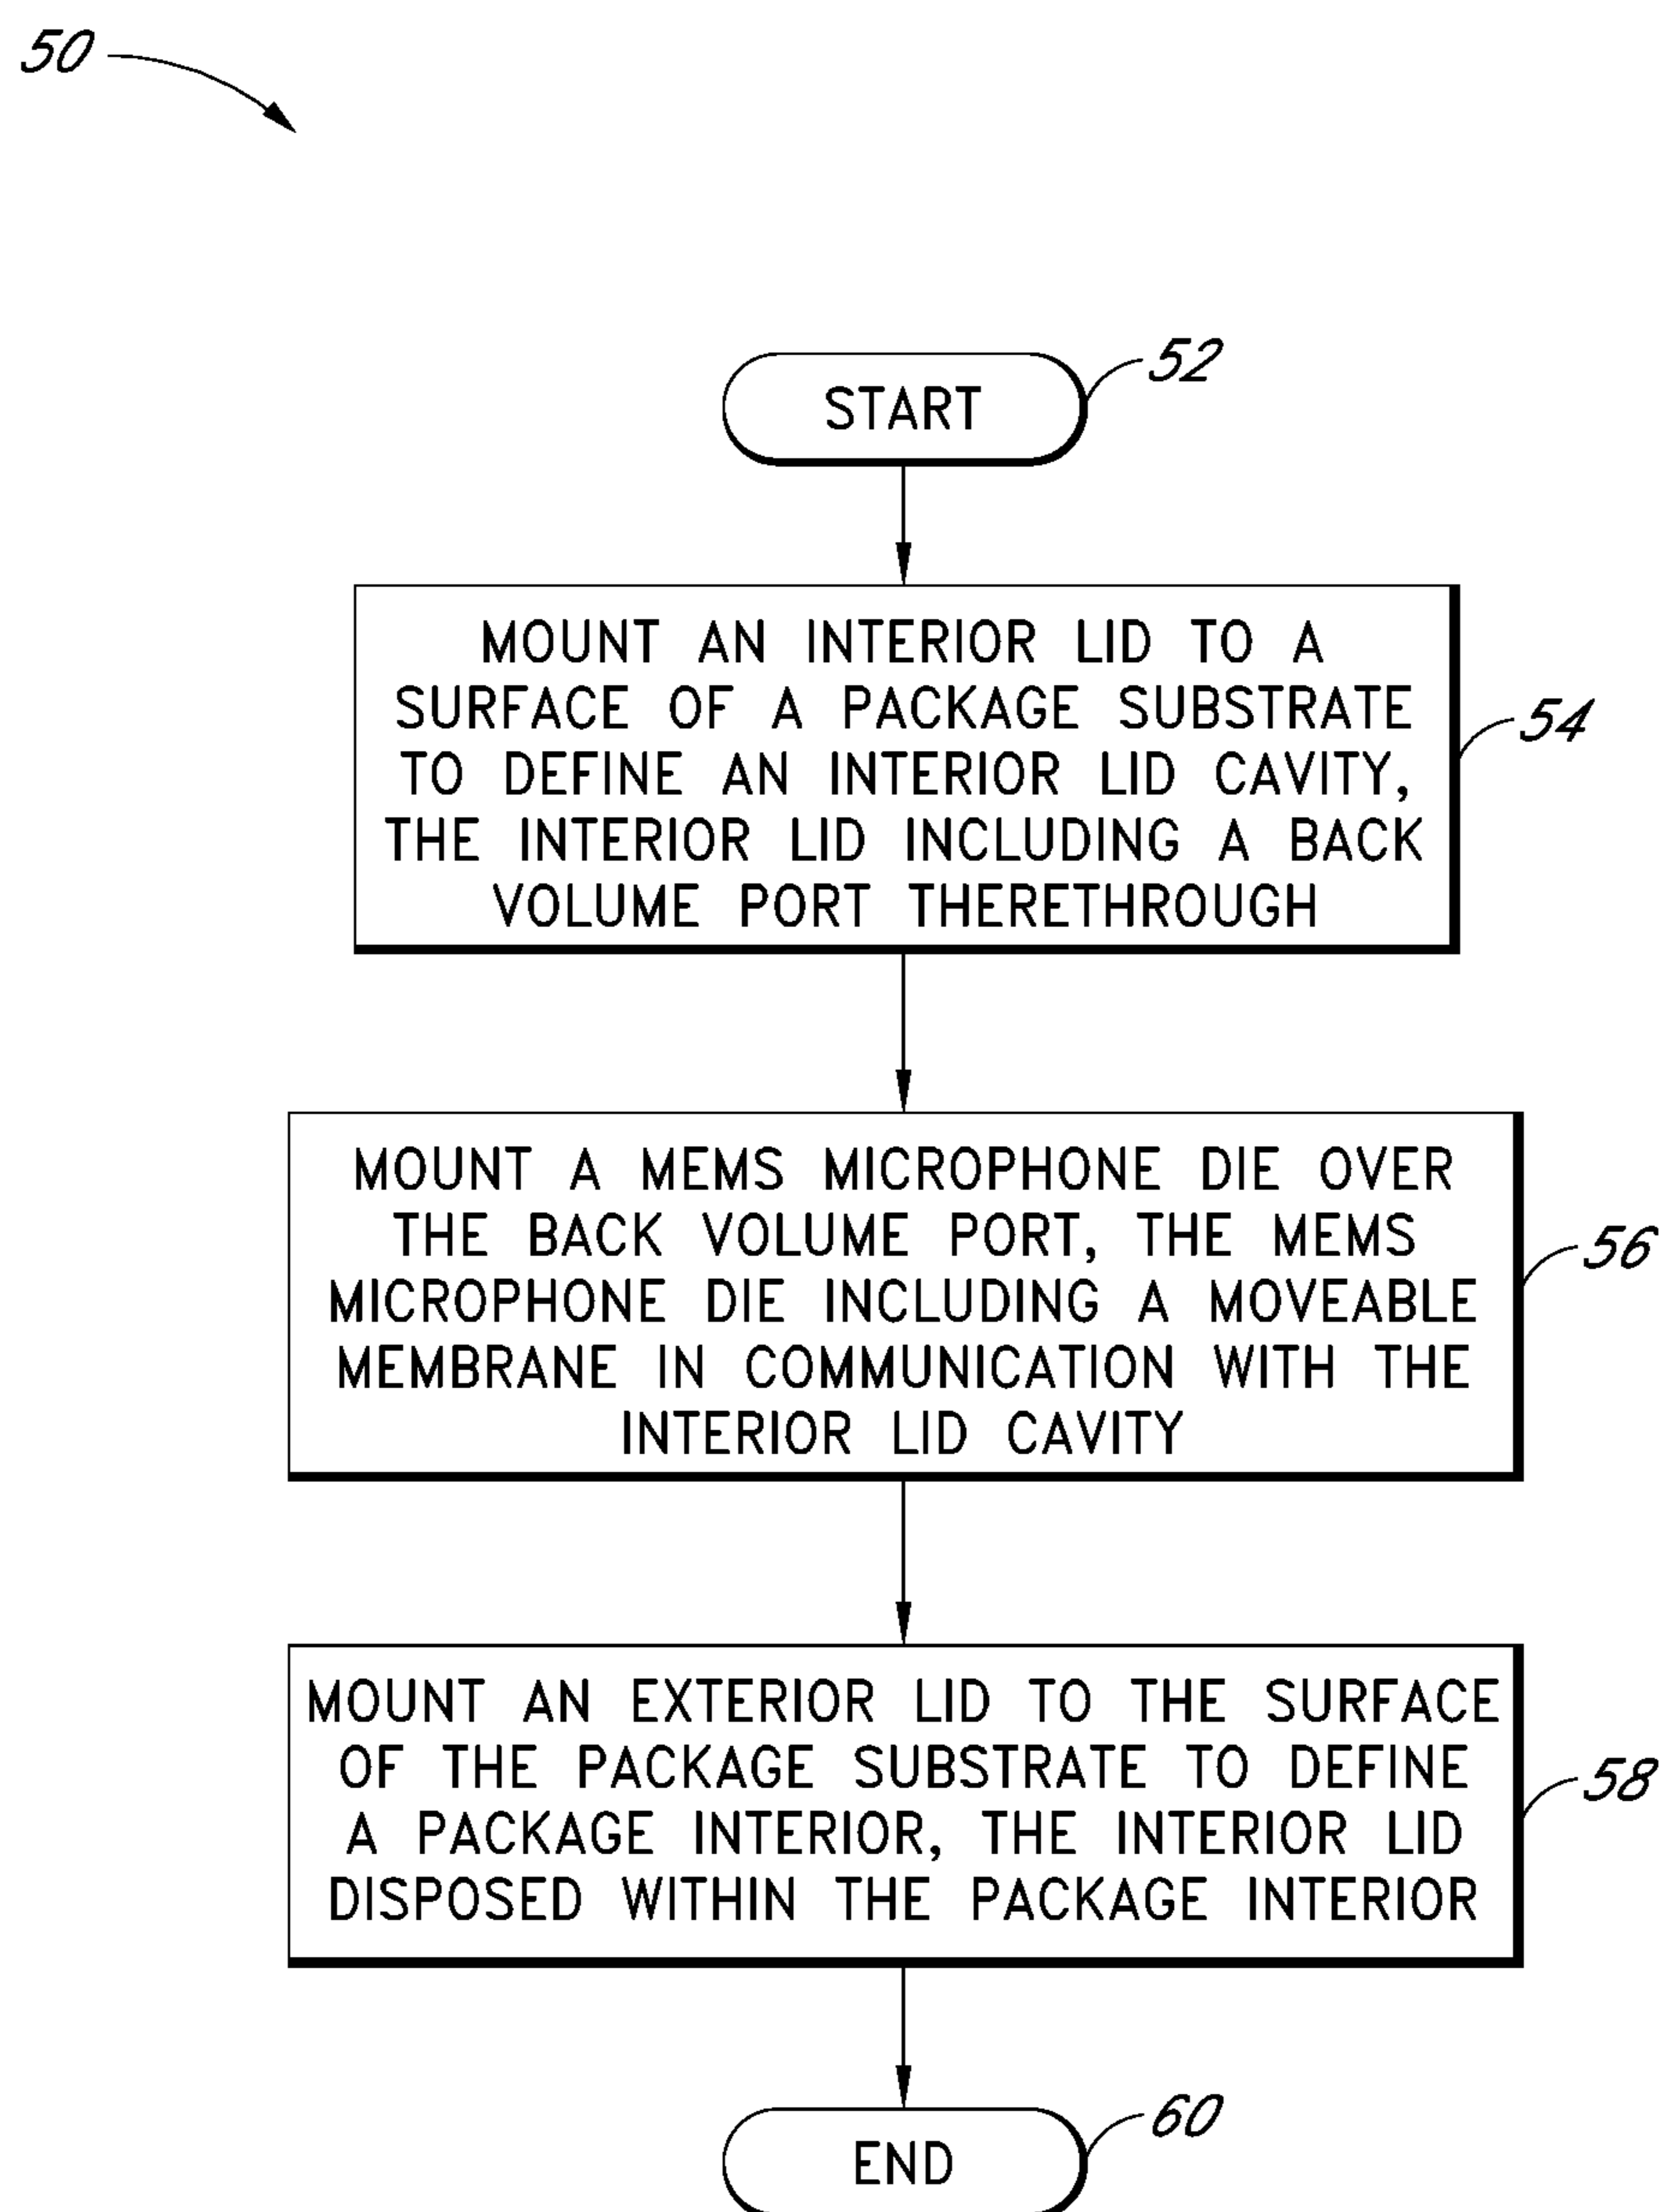 50
52
START
MOUNT AN INTERIOR LID TO A
SURFACE OF A PACKAGE SUBSTRATE
TO DEFINE AN INTERIOR LID CAVITY,
THE INTERIOR LID INCLUDING A BACK
VOLUME PORT THERETHROUGH
54
MOUNT A MEMS MICROPHONE DIE OVER
THE BACK VOLUME PORT, THE MEMS
MICROPHONE DIE INCLUDING A MOVEABLE
MEMBRANE IN COMMUNICATION WITH THE
INTERIOR LID CAVITY
56
MOUNT AN EXTERIOR LID TO THE SURFACE
OF THE PACKAGE SUBSTRATE TO DEFINE
A PACKAGE INTERIOR, THE INTERIOR LID
DISPOSED WITHIN THE PACKAGE INTERIOR
58
60
END